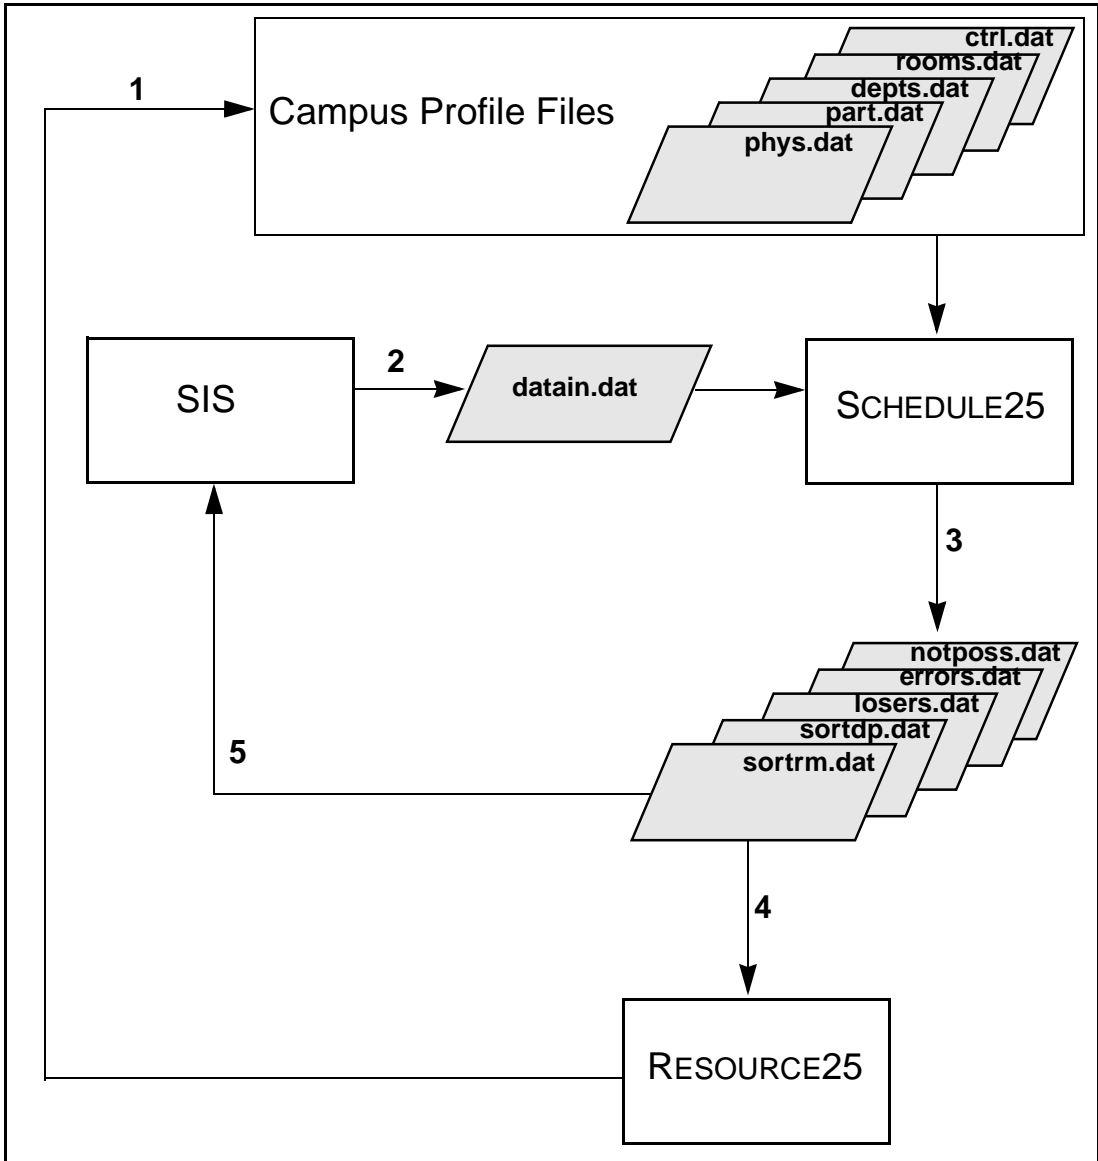 1
Campus Profile Files
ctrl.dat
rooms.dat
depts.dat
part.dat
phys.dat
SIS
2
datain.dat
SCHEDULE25
3
notposs.dat
errors.dat
losers.dat
sortdp.dat
sortrm.dat
5
4
RESOURCE25